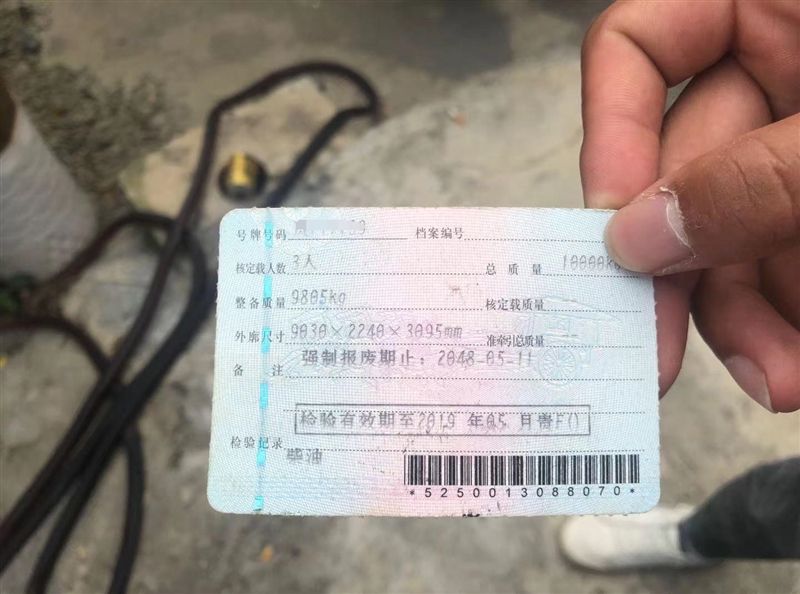 号牌号码 档案编号
核定载人数 3人 总质量 10000kg
整备质量 9805kg 核定载质量
外廓尺寸 9030×2240×3095mm 准牵引总质量
备注 强制报废期止：2048-05-11
检验有效期至2019 年05 月贵F()
检验记录
柴油
*5250013088070*